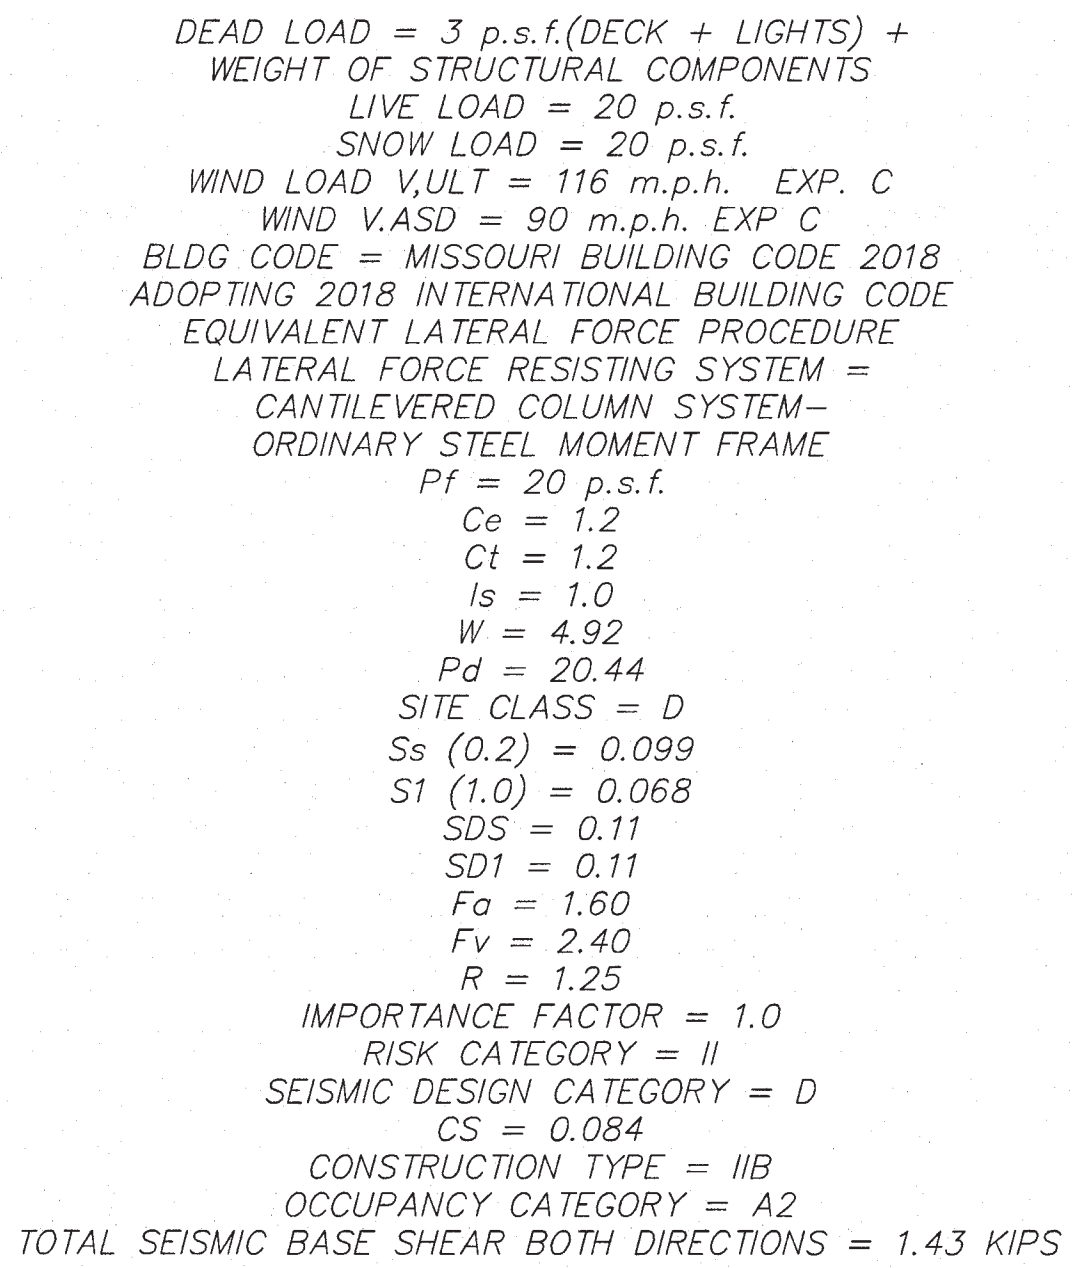 DEAD LOAD = 3 p.s.f.(DECK + LIGHTS) +
WEIGHT OF STRUCTURAL COMPONENTS
LIVE LOAD = 20 p.s.f.
SNOW LOAD = 20 p.s.f.
WIND LOAD V,ULT = 116 m.p.h. EXP. C
WIND V.ASD = 90 m.p.h. EXP C
BLDG CODE = MISSOURI BUILDING CODE 2018
ADOPTING 2018 INTERNATIONAL BUILDING CODE
EQUIVALENT LATERAL FORCE PROCEDURE
LATERAL FORCE RESISTING SYSTEM =
CANTILEVERED COLUMN SYSTEM-
ORDINARY STEEL MOMENT FRAME
Pf = 20 p.s.f.
Ce = 1.2
Ct = 1.2
Is = 1.0
W = 4.92
Pd = 20.44
SITE CLASS = D
Ss (0.2) = 0.099
S1 (1.0) = 0.068
SDS = 0.11
SD1 = 0.11
Fa = 1.60
Fv = 2.40
R = 1.25
IMPORTANCE FACTOR = 1.0
RISK CATEGORY = II
SEISMIC DESIGN CATEGORY = D
CS = 0.084
CONSTRUCTION TYPE = IIB
OCCUPANCY CATEGORY = A2
TOTAL SEISMIC BASE SHEAR BOTH DIRECTIONS = 1.43 KIPS